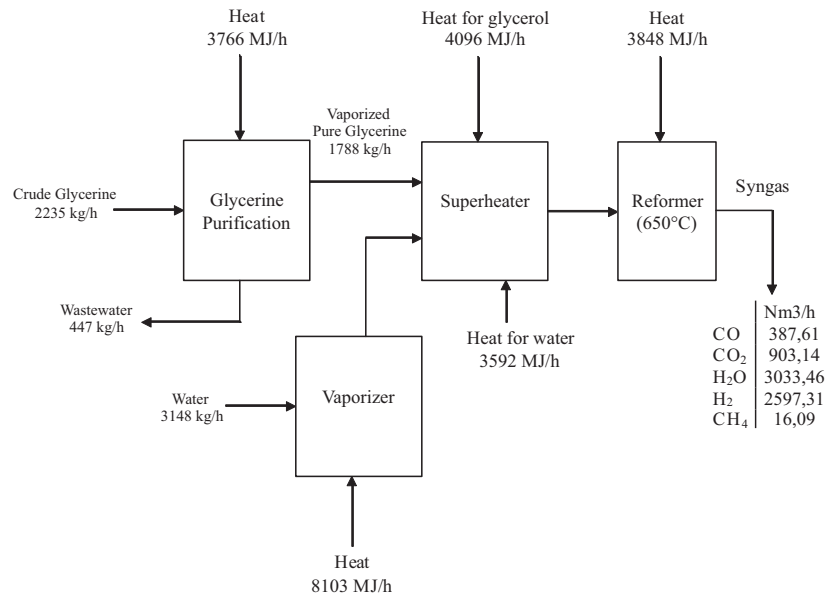 Heat
3766 MJ/h
Heat for glycerol
4096 MJ/h
Heat
3848 MJ/h
Vaporized
Pure Glycerine
1788 kg/h
Crude Glycerine
2235 kg/h
Glycerine
Purification
Superheater
Reformer
(650°C)
Syngas
Wastewater
447 kg/h
Heat for water
3592 MJ/h
Water
3148 kg/h
Vaporizer
Heat
8103 MJ/h
Nm3/h
CO 387,61
CO₂ 903,14
H₂O 3033,46
H₂ 2597,31
CH₄ 16,09